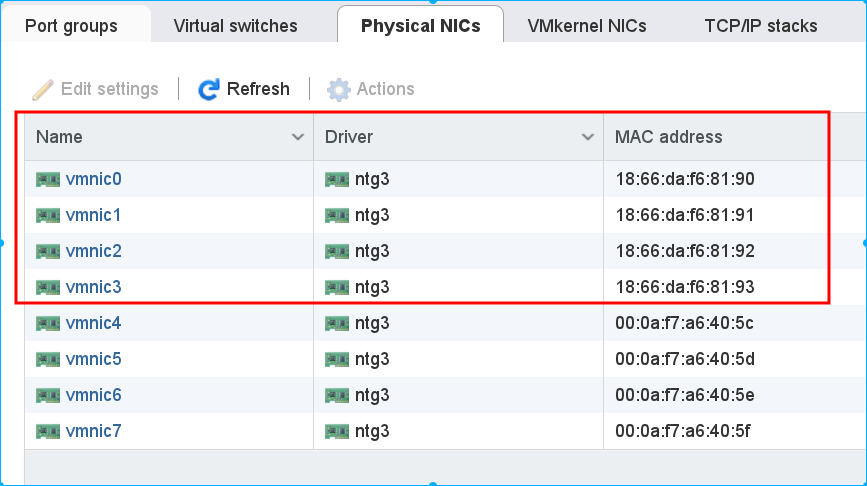 Port groups Virtual switches Physical NICs VMkernel NICs TCP/IP stacks
Edit settings Refresh Actions
Name Driver MAC address
vmnic0 ntg3 18:66:da:f6:81:90
vmnic1 ntg3 18:66:da:f6:81:91
vmnic2 ntg3 18:66:da:f6:81:92
vmnic3 ntg3 18:66:da:f6:81:93
vmnic4 ntg3 00:0a:f7:a6:40:5c
vmnic5 ntg3 00:0a:f7:a6:40:5d
vmnic6 ntg3 00:0a:f7:a6:40:5e
vmnic7 ntg3 00:0a:f7:a6:40:5f